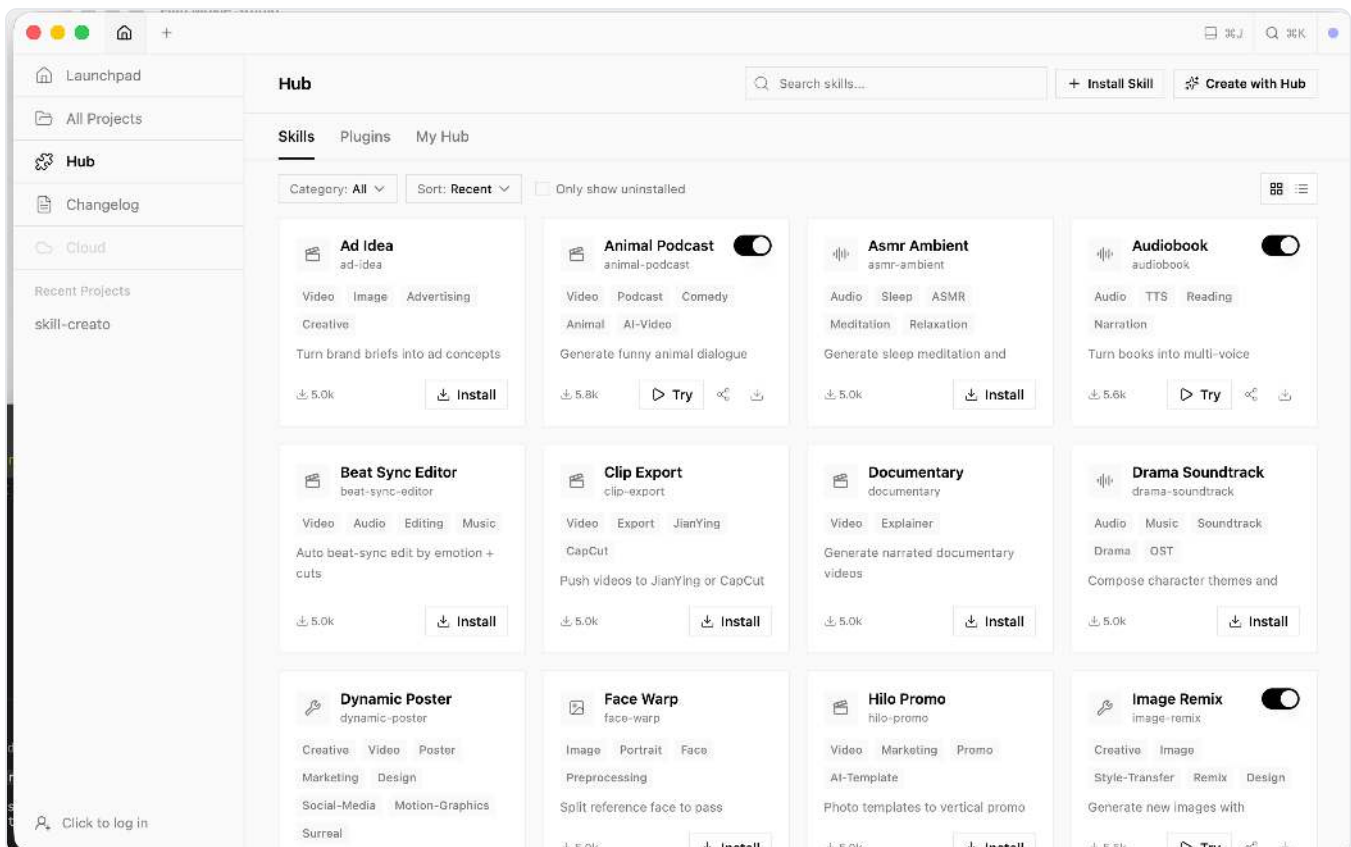 ⌘J
⌘K
Launchpad
All Projects
Hub
Changelog
Cloud
Recent Projects
skill-creato
Click to log in
Hub
Search skills...
+ Install Skill
Create with Hub
Skills
Plugins
My Hub
Category: All
Sort: Recent
Only show uninstalled
Ad Idea
ad-idea
Video Image Advertising
Creative
Turn brand briefs into ad concepts
5.0k
Install
Animal Podcast
animal-podcast
Video Podcast Comedy
Animal AI-Video
Generate funny animal dialogue
5.8k
Try
Asmr Ambient
asmr-ambient
Audio Sleep ASMR
Meditation Relaxation
Generate sleep meditation and
5.0k
Install
Audiobook
audiobook
Audio TTS Reading
Narration
Turn books into multi-voice
5.6k
Try
Beat Sync Editor
beat-sync-editor
Video Audio Editing Music
Auto beat-sync edit by emotion +
cuts
5.0k
Install
Clip Export
clip-export
Video Export JianYing
CapCut
Push videos to JianYing or CapCut
5.0k
Install
Documentary
documentary
Video Explainer
Generate narrated documentary
videos
5.0k
Install
Drama Soundtrack
drama-soundtrack
Audio Music Soundtrack
Drama OST
Compose character themes and
5.0k
Install
Dynamic Poster
dynamic-poster
Creative Video Poster
Marketing Design
Social-Media Motion-Graphics
Surreal
Face Warp
face-warp
Image Portrait Face
Preprocessing
Split reference face to pass
5.0k
Install
Hilo Promo
hilo-promo
Video Marketing Promo
AI-Template
Photo templates to vertical promo
5.0k
Install
Image Remix
image-remix
Creative Image
Style-Transfer Remix Design
Generate new images with
Try